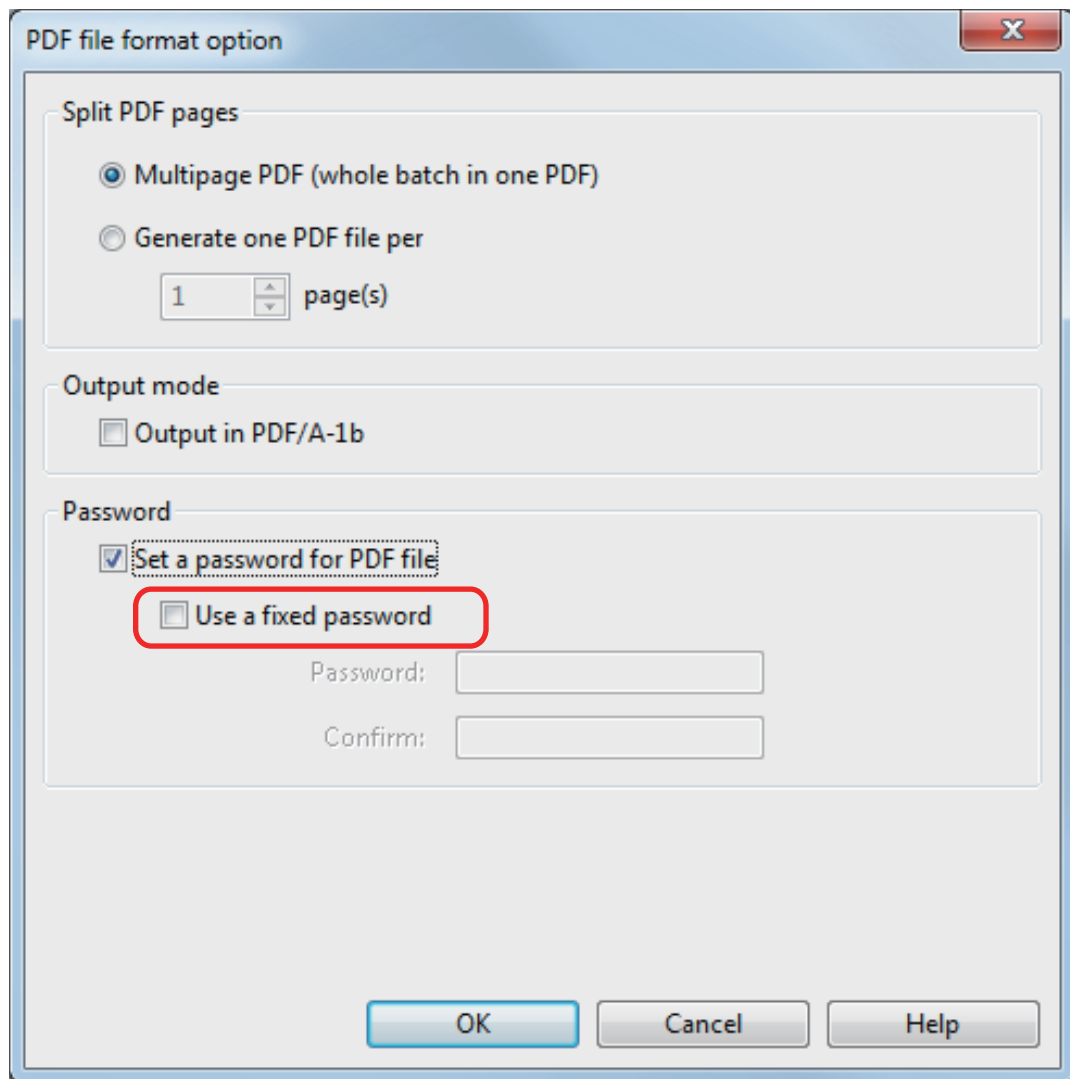 PDF file format option
Split PDF pages
Multipage PDF (whole batch in one PDF)
Generate one PDF file per
1 page(s)
Output mode
Output in PDF/A-1b
Password
Set a password for PDF file
Use a fixed password
Password:
Confirm:
OK Cancel Help